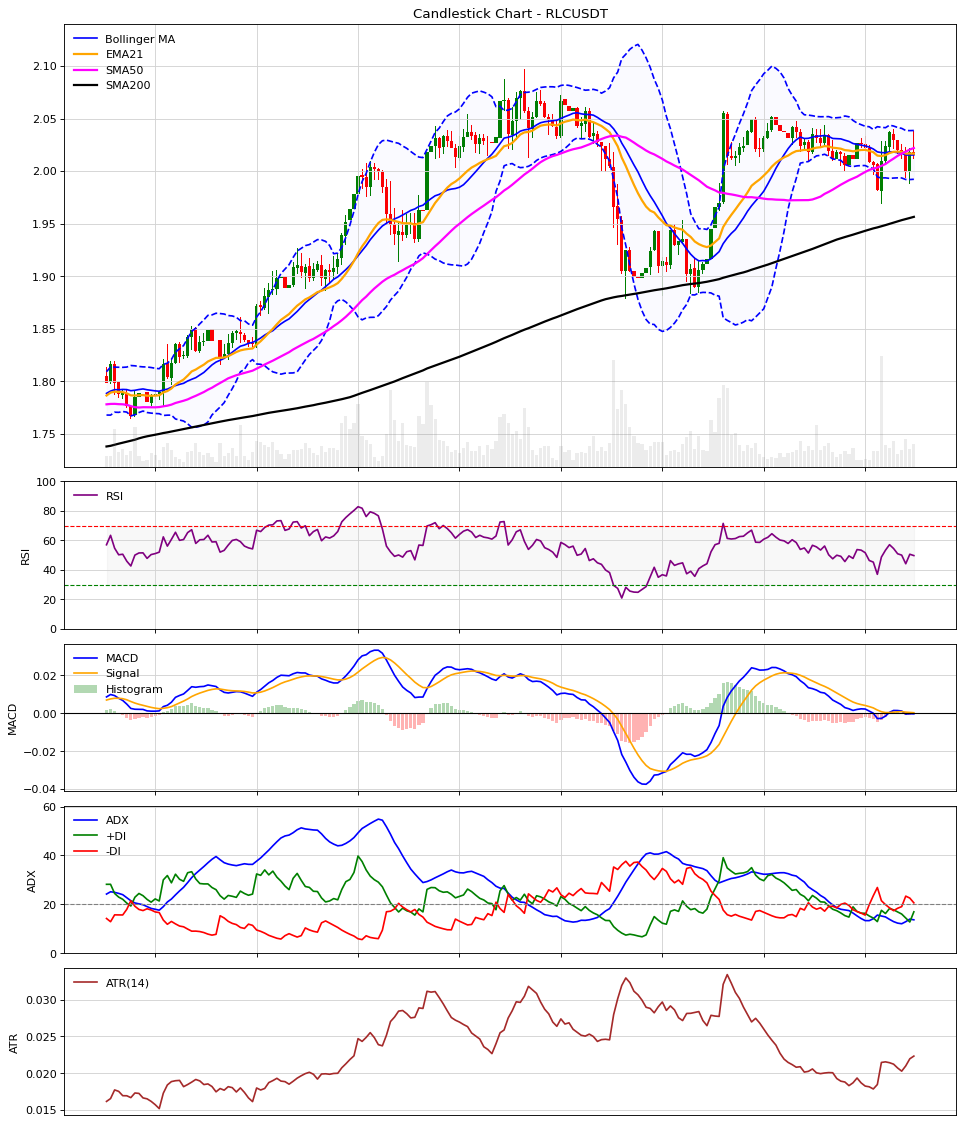 Candlestick Chart - RLCUSDT
Bollinger MA
EMA21
SMA50
SMA200
2.10
2.05
2.00
1.95
1.90
1.85
1.80
1.75
RSI
100
80
60
40
20
0
RSI
MACD
Signal
Histogram
0.02
0.00
−0.02
−0.04
MACD
ADX
+DI
-DI
60
40
20
0
ADX
ATR(14)
0.030
0.025
0.020
0.015
ATR